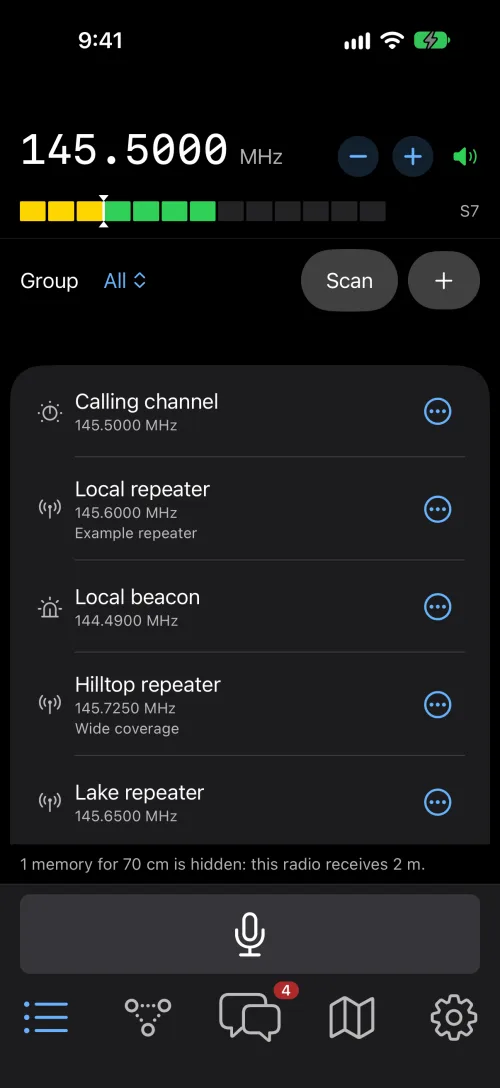 9:41
145.5000 MHz
S7
Group All Scan
Calling channel
145.5000 MHz
Local repeater
145.6000 MHz
Example repeater
Local beacon
144.4900 MHz
Hilltop repeater
145.7250 MHz
Wide coverage
Lake repeater
145.6500 MHz
1 memory for 70 cm is hidden: this radio receives 2 m.
4